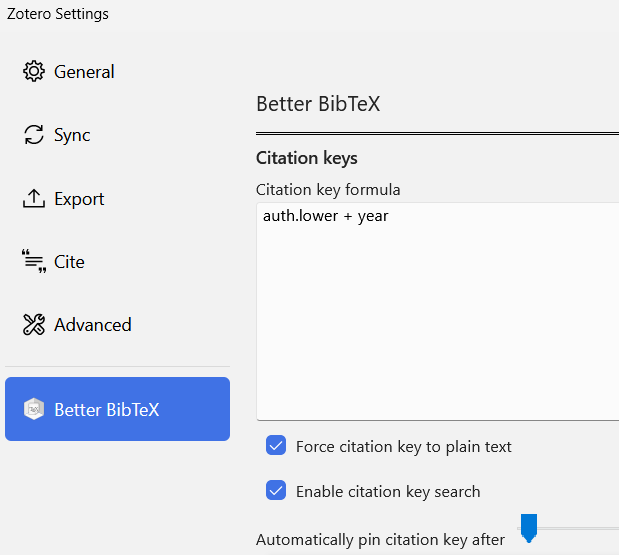 Zotero Settings
General
Sync
Export
Cite
Advanced
Better BibTeX
Better BibTeX
Citation keys
Citation key formula
auth.lower + year
Force citation key to plain text
Enable citation key search
Automatically pin citation key after